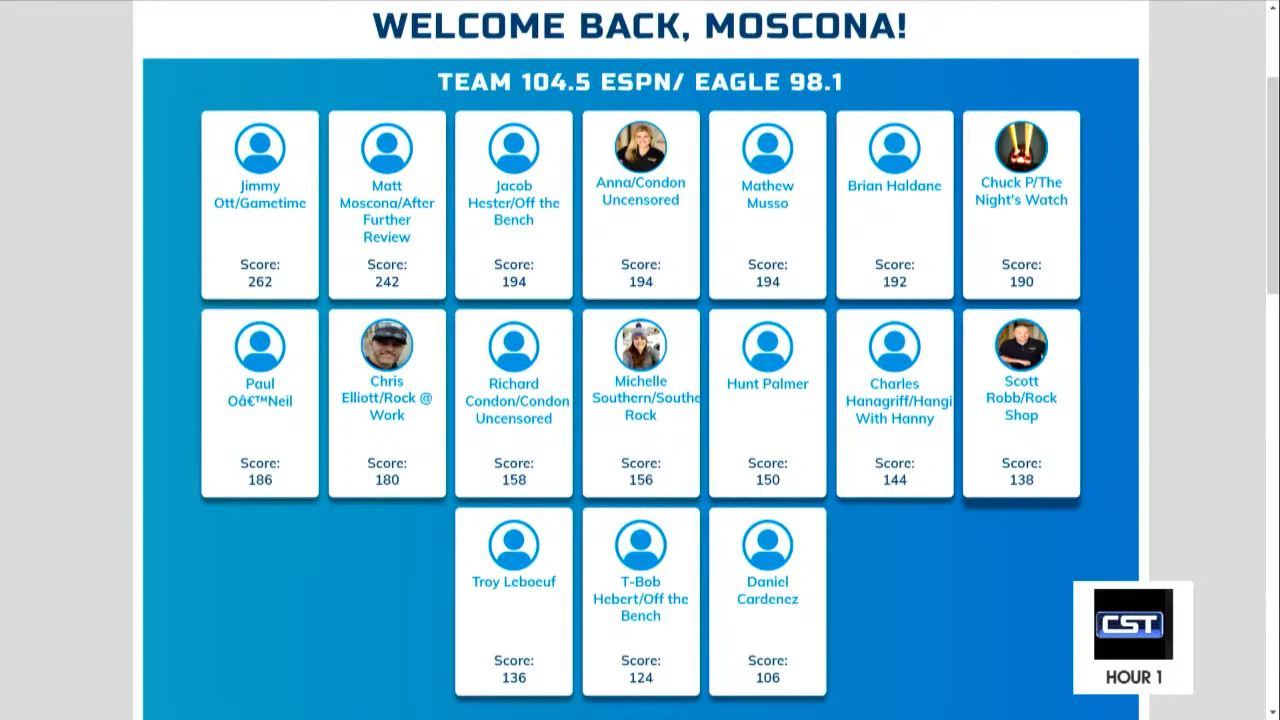 WELCOME BACK, MOSCONA!
TEAM 104.5 ESPN/ EAGLE 98.1
Jimmy
Ott/Gametime
Score:
262
Matt
Moscona/After
Further
Review
Score:
242
Jacob
Hester/Off the
Bench
Score:
194
Anna/Condon
Uncensored
Score:
194
Mathew
Musso
Score:
194
Brian Haldane
Score:
192
Chuck P/The
Night's Watch
Score:
190
Paul
Oâ€™Neil
Score:
186
Chris
Elliott/Rock @
Work
Score:
180
Richard
Condon/Condon
Uncensored
Score:
158
Michelle
Southern/Southe
Rock
Score:
156
Hunt Palmer
Score:
150
Charles
Hanagriff/Hangi
With Hanny
Score:
144
Scott
Robb/Rock
Shop
Score:
138
Troy Leboeuf
Score:
136
T-Bob
Hebert/Off the
Bench
Score:
124
Daniel
Cardenez
Score:
106
CST
HOUR 1